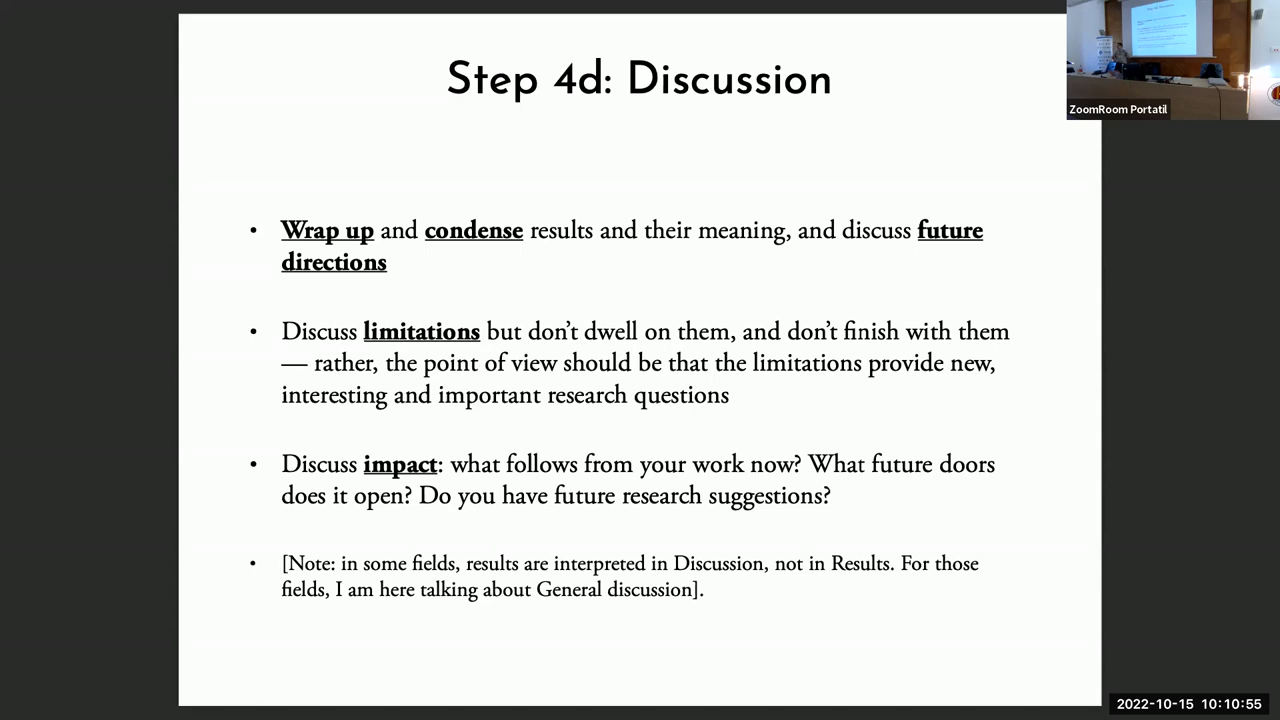 Step 4d: Discussion
ZoomRoom Portatil
• Wrap up and condense results and their meaning, and discuss future
directions
• Discuss limitations but don’t dwell on them, and don’t finish with them
— rather, the point of view should be that the limitations provide new,
interesting and important research questions
• Discuss impact: what follows from your work now? What future doors
does it open? Do you have future research suggestions?
• [Note: in some fields, results are interpreted in Discussion, not in Results. For those
fields, I am here talking about General discussion].
2022-10-15 10:10:55